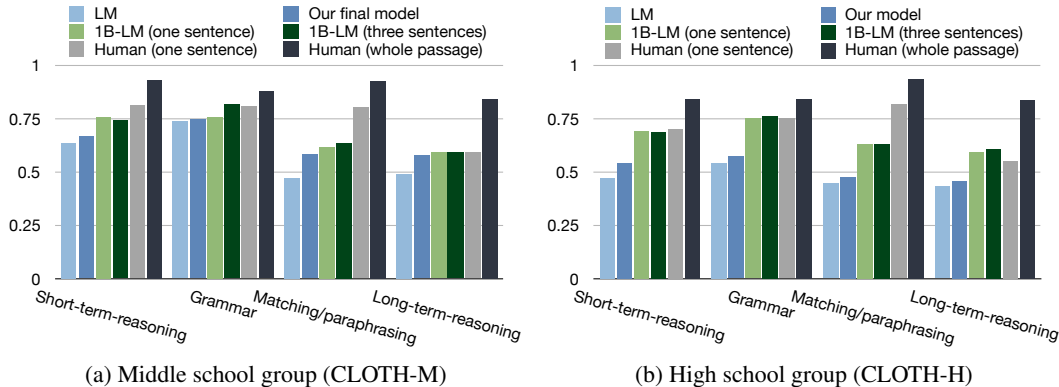 LM
Our final model
1B-LM (one sentence)
1B-LM (three sentences)
Human (one sentence)
Human (whole passage)
1
0.75
0.5
0.25
0
Short-term-reasoning
Grammar
Matching/paraphrasing
Long-term-reasoning
(a) Middle school group (CLOTH-M)
LM
Our model
1B-LM (one sentence)
1B-LM (three sentences)
Human (one sentence)
Human (whole passage)
1
0.75
0.5
0.25
0
Short-term-reasoning
Grammar
Matching/paraphrasing
Long-term-reasoning
(b) High school group (CLOTH-H)